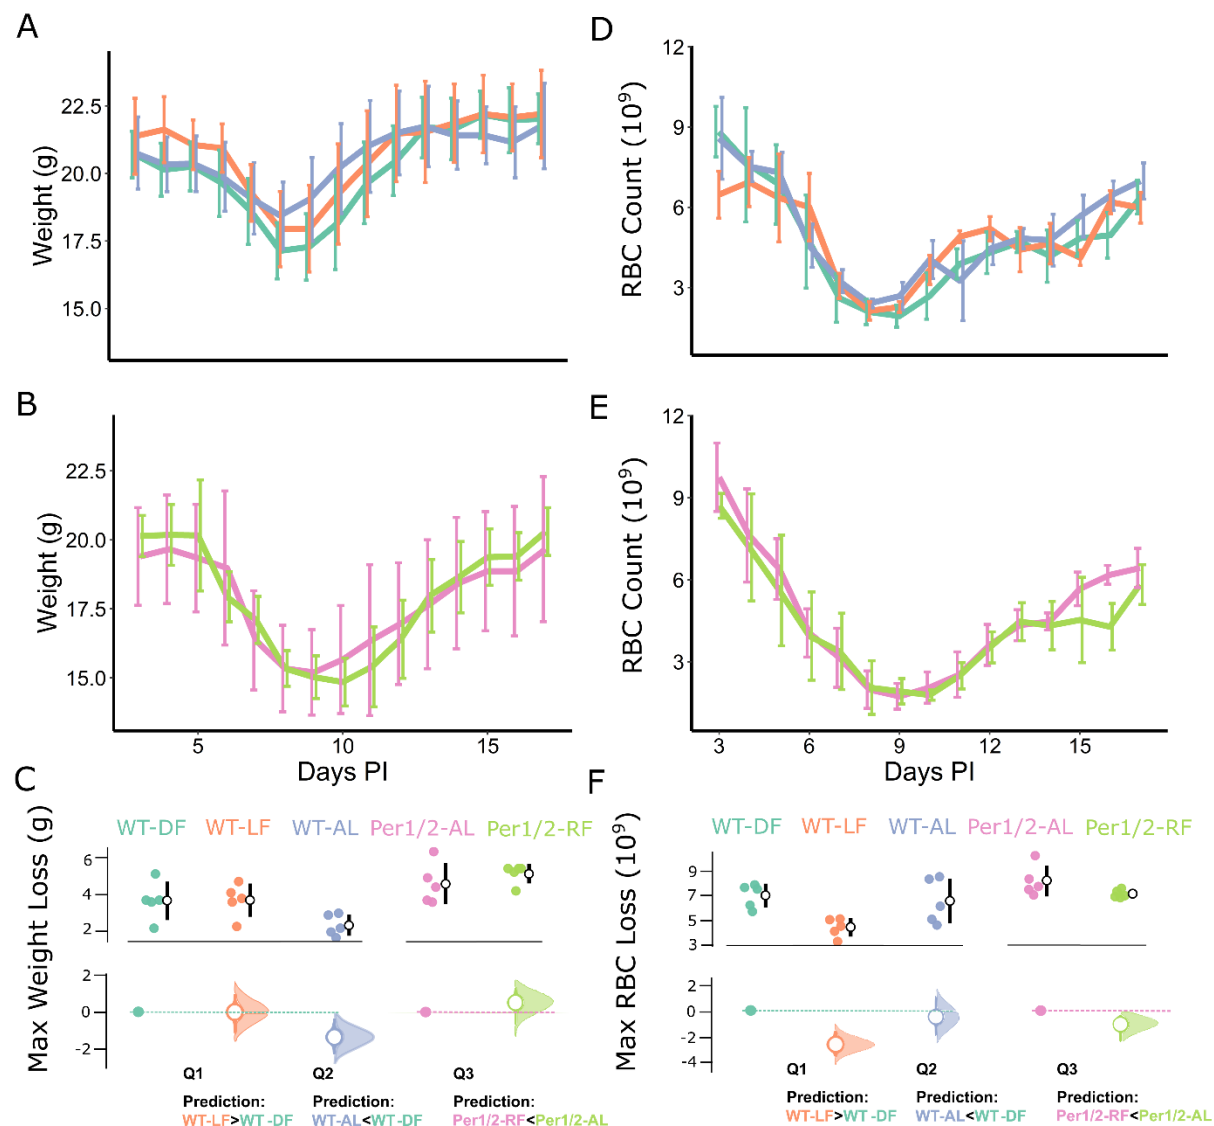 A
Weight (g)
22.5
20.0
17.5
15.0
D
RBC Count (10⁹)
12
9
6
3
B
Weight (g)
22.5
20.0
17.5
15.0
5
10
15
Days PI
E
RBC Count (10⁹)
12
9
6
3
3
6
9
12
15
Days PI
C
Max Weight Loss (g)
WT-DF
WT-LF
WT-AL
Per1/2-AL
Per1/2-RF
6
4
2
2
0
-2
Q1
Q2
Q3
Prediction:
Prediction:
Prediction:
WT-LF>WT-DF
WT-AL<WT-DF
Per1/2-RF<Per1/2-AL
F
Max RBC Loss (10⁹)
WT-DF
WT-LF
WT-AL
Per1/2-AL
Per1/2-RF
9
7
5
3
2
0
-2
-4
Q1
Q2
Q3
Prediction:
Prediction:
Prediction:
WT-LF>WT-DF
WT-AL<WT-DF
Per1/2-RF<Per1/2-AL